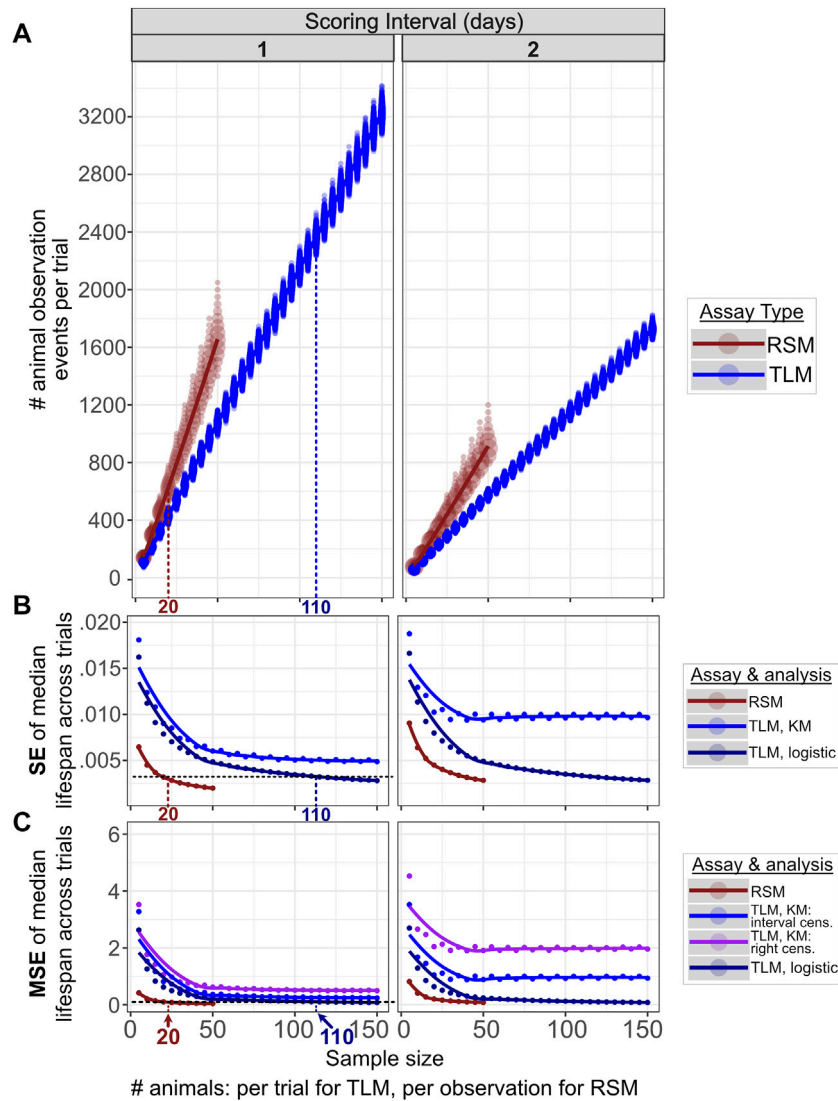 A
Scoring Interval (days)
1
2
# animal observation
events per trial
3200
2800
2400
2000
1600
1200
800
400
0
20
110
Assay Type
RSM
TLM
B
SE of median
lifespan across trials
.020
.015
.010
.005
20
110
Assay & analysis
RSM
TLM, KM
TLM, logistic
C
MSE of median
lifespan across trials
6
4
2
0
0
50
100
150
0
50
100
150
20
110
Assay & analysis
RSM
TLM, KM:
interval cens.
TLM, KM:
right cens.
TLM, logistic
Sample size
# animals: per trial for TLM, per observation for RSM